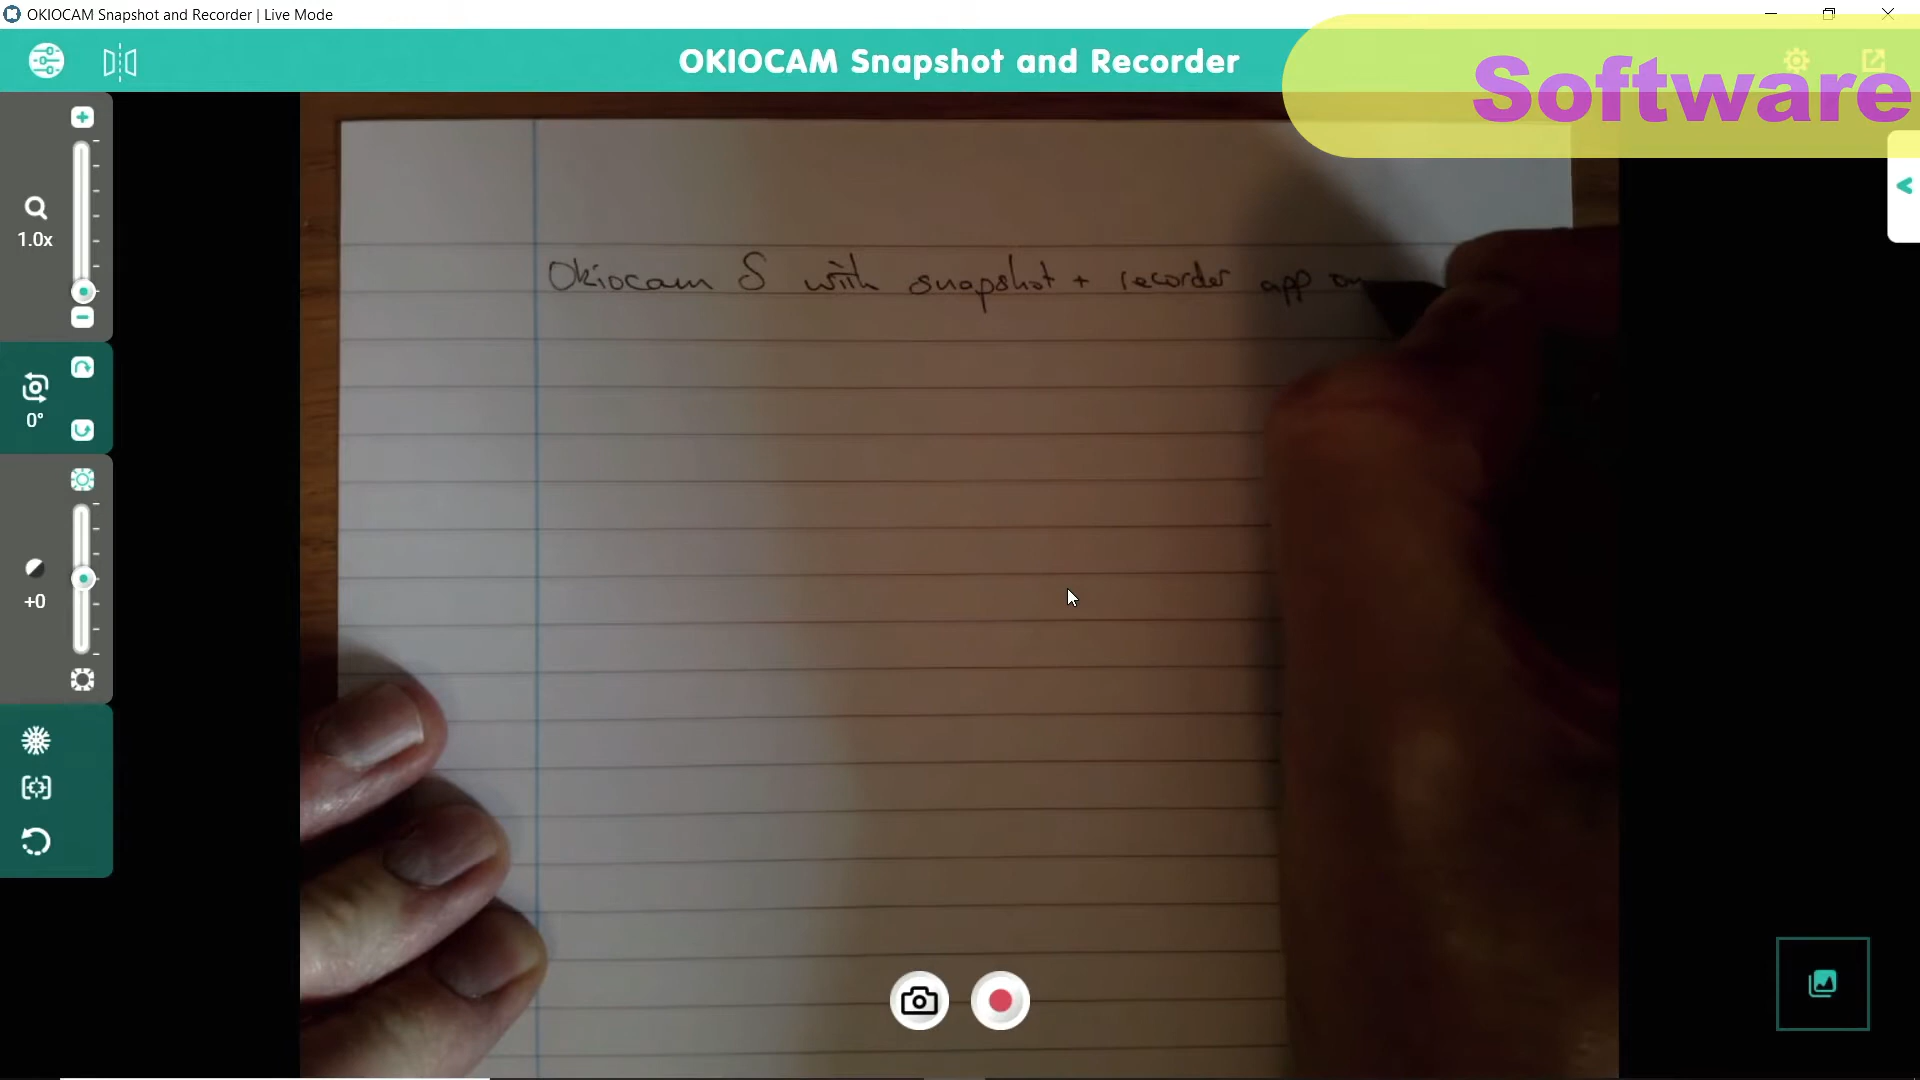 OKIOCAM Snapshot and Recorder | Live Mode
OKIOCAM Snapshot and Recorder
Software
1.0x
Okiocam S with snapshot + recorder app on
0°
+0